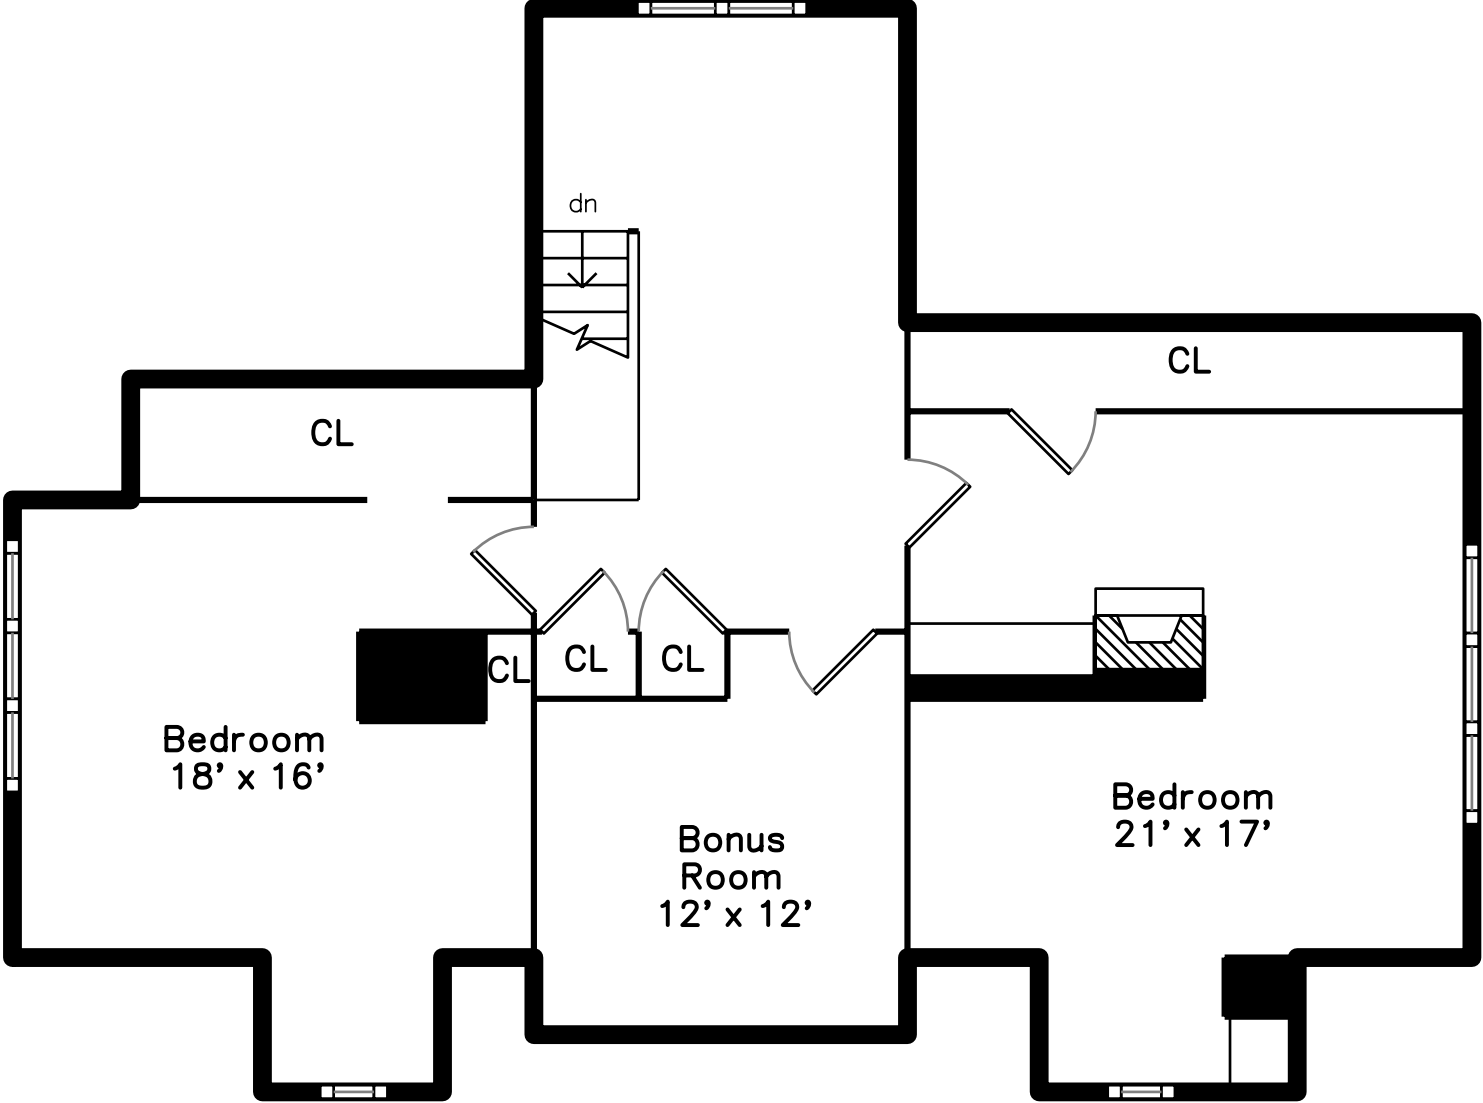 dn
CL
CL
CL
CL
CL
Bedroom
18' x 16'
Bedroom
21' x 17'
Bonus
Room
12' x 12'